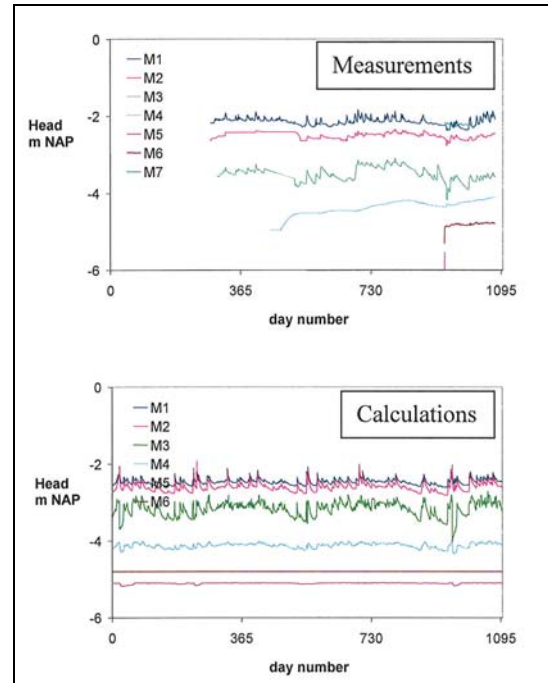 0
M1
M2
M3
M4
M5
M6
M7
Measurements
-2
Head
m NAP
-4
-6
0 365 730 1095
day number
0
M1
M2
M3
M4
M5
M6
Calculations
-2
Head
m NAP
-4
-6
0 365 730 1095
day number